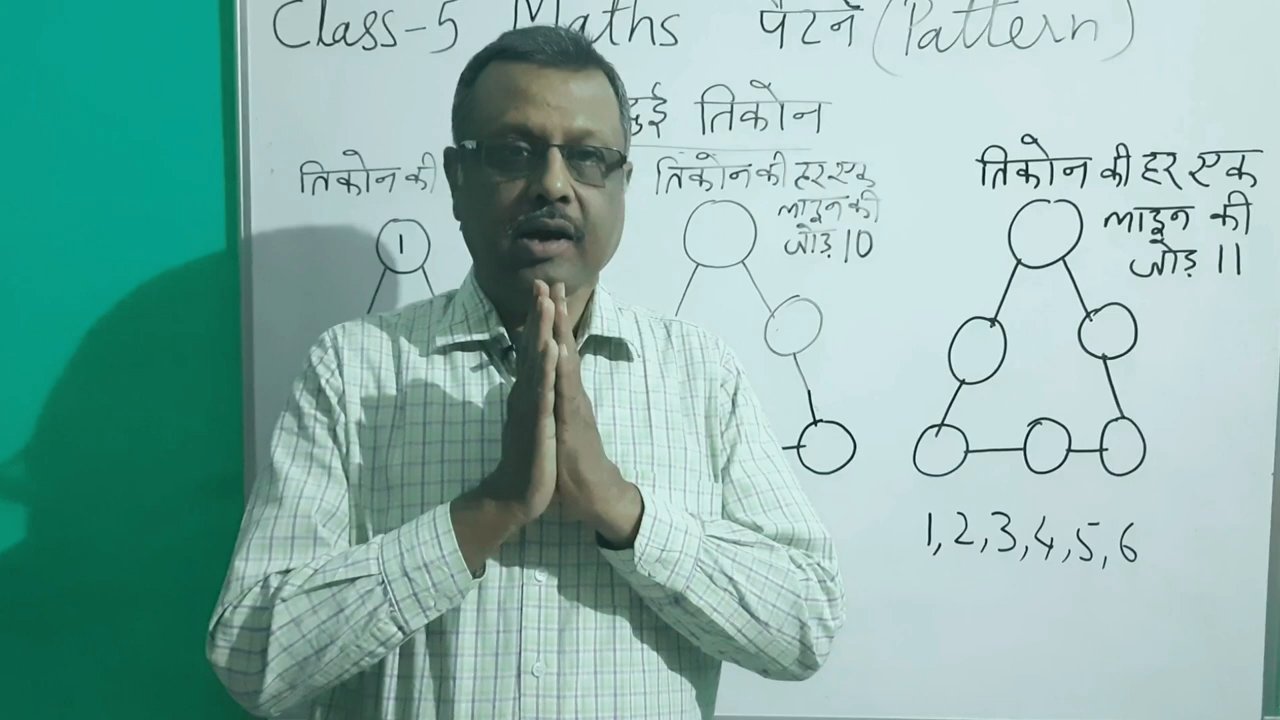 Class-5 Maths पैटर्न (Pattern)
तिकोन
तिकोन की
तिकोन की हर एक
लाइन की
जोड़ 10
तिकोन की हर एक
लाइन की
जोड़ 11
1
1,2,3,4,5,6